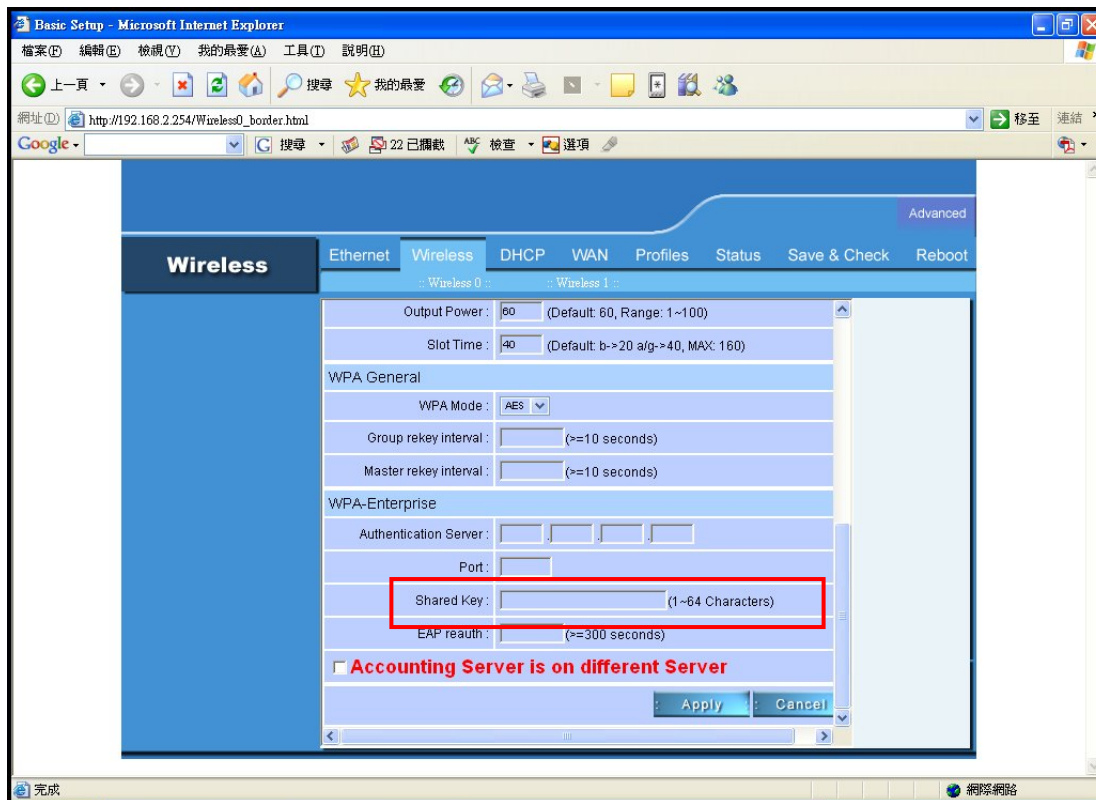 Basic Setup - Microsoft Internet Explorer
檔案(F) 編輯(E) 檢視(V) 我的最愛(A) 工具(T) 說明(H)
上一頁 搜尋 我的最愛
網址(D) http://192.168.2.254/Wireless0_border.html 移至 連結
Google 搜尋 22 已攔截 ABC 檢查 選項
Advanced
Wireless
Ethernet Wireless DHCP WAN Profiles Status Save & Check Reboot
:: Wireless 0 :: :: Wireless 1 ::
Output Power : 60 (Default: 60, Range: 1~100)
Slot Time : 40 (Default: b->20 a/g->40, MAX: 160)
WPA General
WPA Mode : AES
Group rekey interval : (>=10 seconds)
Master rekey interval : (>=10 seconds)
WPA-Enterprise
Authentication Server : . . .
Port :
Shared Key : (1~64 Characters)
EAP reauth : (>=300 seconds)
Accounting Server is on different Server
: Apply : Cancel
完成 網際網路